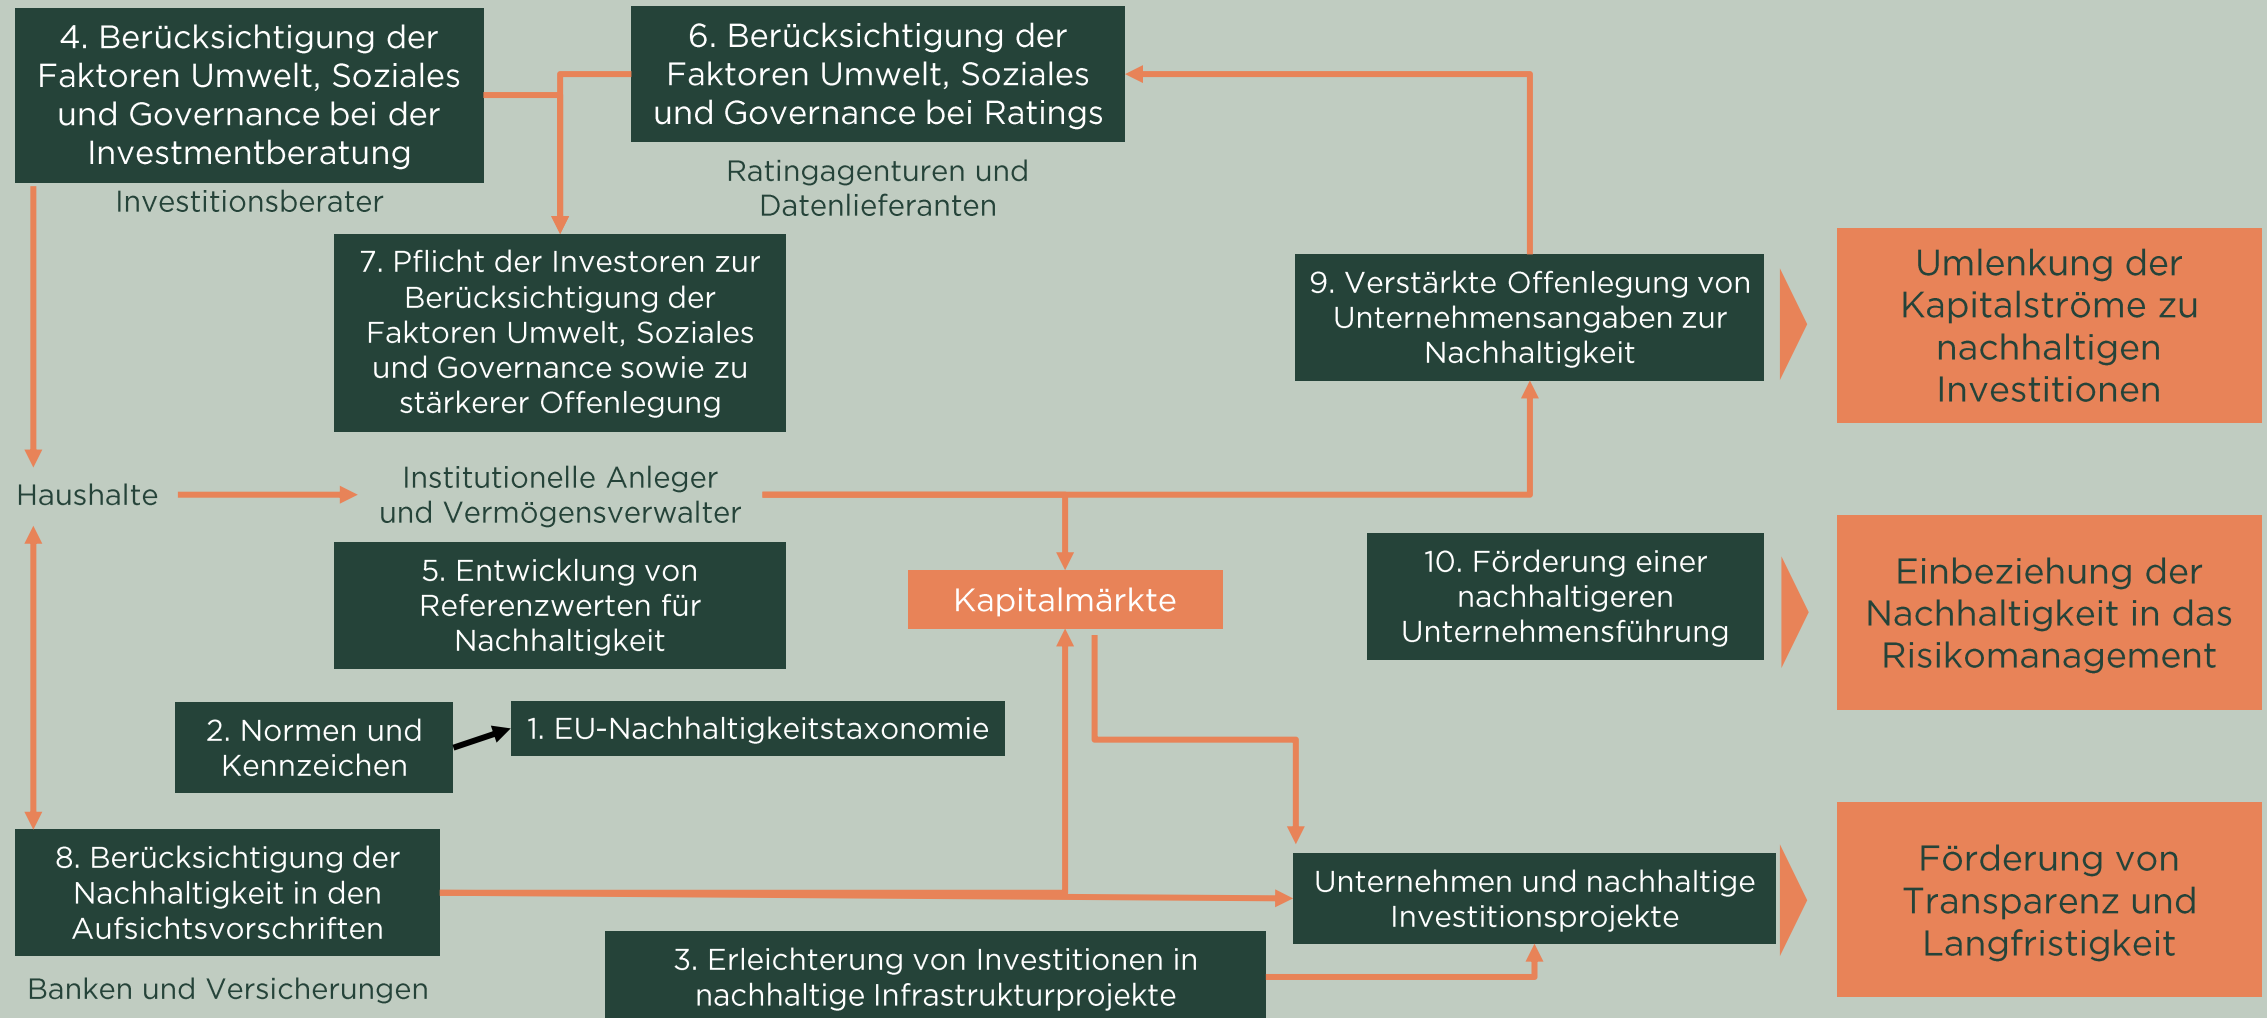 4. Berücksichtigung der
Faktoren Umwelt, Soziales
und Governance bei der
Investmentberatung
Investitionsberater
6. Berücksichtigung der
Faktoren Umwelt, Soziales
und Governance bei Ratings
Ratingagenturen und
Datenlieferanten
7. Pflicht der Investoren zur
Berücksichtigung der
Faktoren Umwelt, Soziales
und Governance sowie zu
stärkerer Offenlegung
9. Verstärkte Offenlegung von
Unternehmensangaben zur
Nachhaltigkeit
Umlenkung der
Kapitalströme zu
nachhaltigen
Investitionen
Haushalte
Institutionelle Anleger
und Vermögensverwalter
5. Entwicklung von
Referenzwerten für
Nachhaltigkeit
Kapitalmärkte
10. Förderung einer
nachhaltigeren
Unternehmensführung
Einbeziehung der
Nachhaltigkeit in das
Risikomanagement
2. Normen und
Kennzeichen
1. EU-Nachhaltigkeitstaxonomie
8. Berücksichtigung der
Nachhaltigkeit in den
Aufsichtsvorschriften
Banken und Versicherungen
Unternehmen und nachhaltige
Investitionsprojekte
3. Erleichterung von Investitionen in
nachhaltige Infrastrukturprojekte
Förderung von
Transparenz und
Langfristigkeit